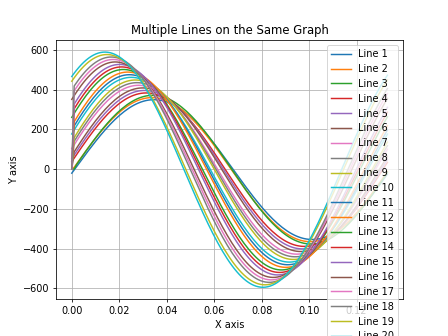 Multiple Lines on the Same Graph
Y axis
600
400
200
0
−200
−400
−600
0.00
0.02
0.04
0.06
0.08
0.10
X axis
Line 1
Line 2
Line 3
Line 4
Line 5
Line 6
Line 7
Line 8
Line 9
Line 10
Line 11
Line 12
Line 13
Line 14
Line 15
Line 16
Line 17
Line 18
Line 19
Line 20